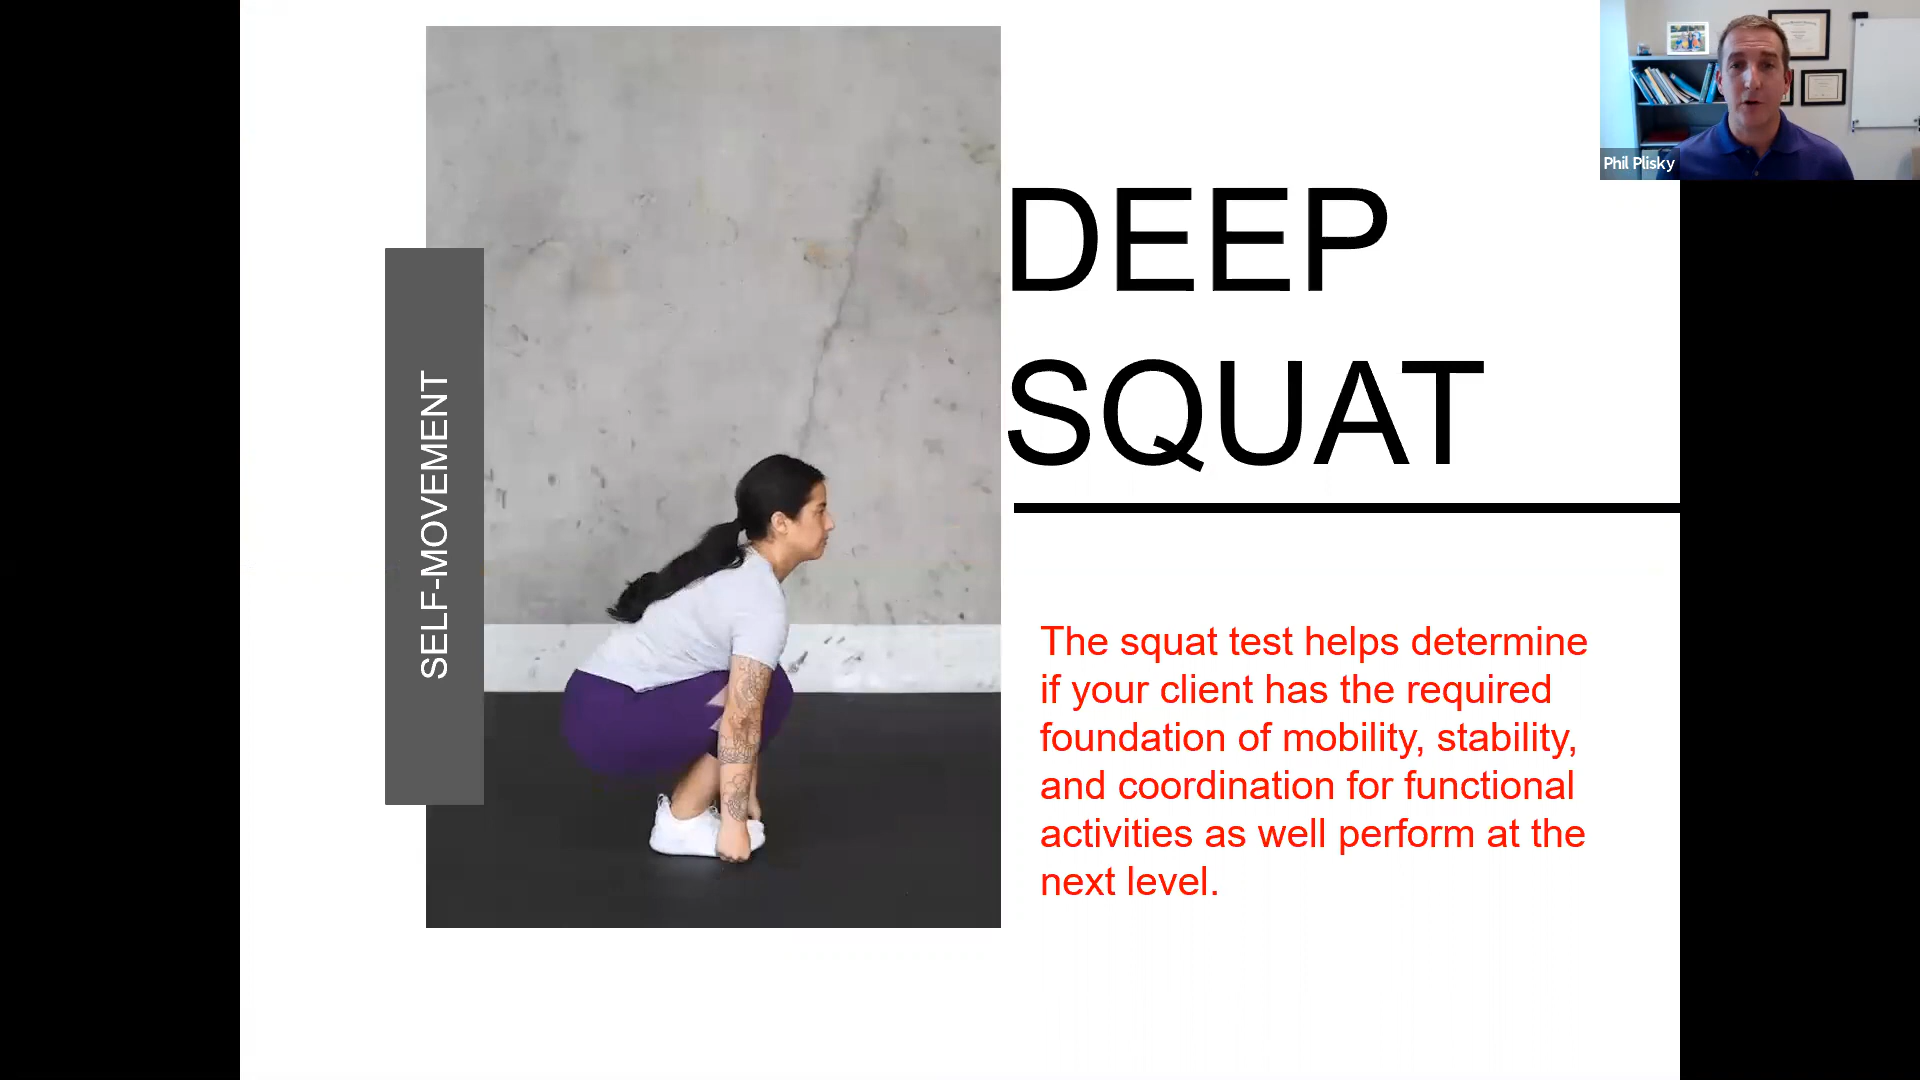 Phil Plisky
DEEP
SQUAT
SELF-MOVEMENT
The squat test helps determine
if your client has the required
foundation of mobility, stability,
and coordination for functional
activities as well perform at the
next level.